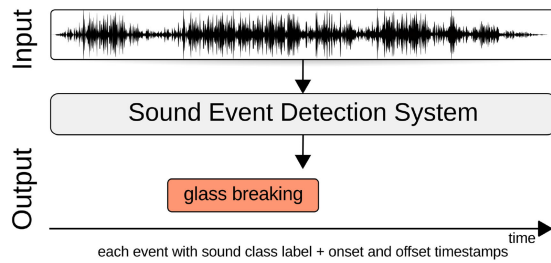 Input
Sound Event Detection System
Output
glass breaking
time
each event with sound class label + onset and offset timestamps